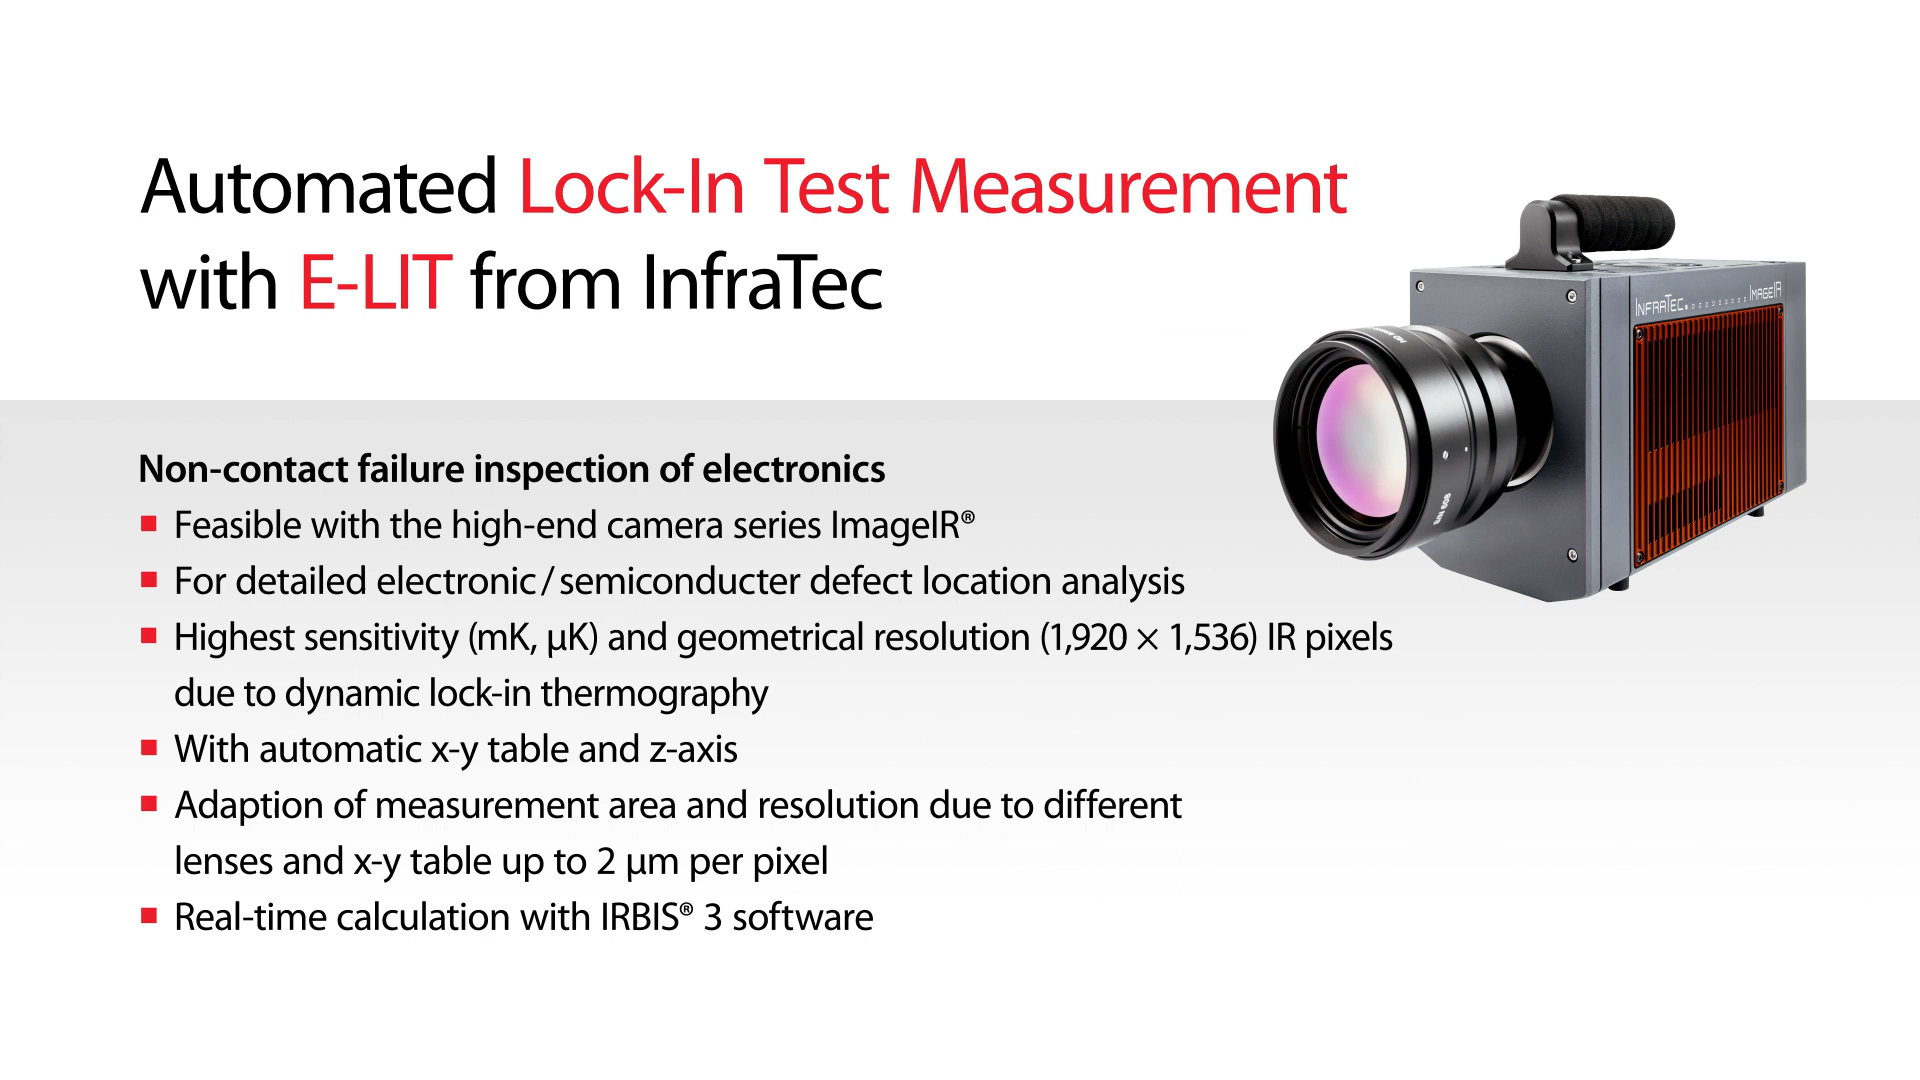 Automated Lock-In Test Measurement
with E-LIT from InfraTec
INFRATEC. IMAGEIR
Non-contact failure inspection of electronics
■ Feasible with the high-end camera series ImageIR®
■ For detailed electronic / semiconducter defect location analysis
■ Highest sensitivity (mK, µK) and geometrical resolution (1,920 × 1,536) IR pixels
due to dynamic lock-in thermography
■ With automatic x-y table and z-axis
■ Adaption of measurement area and resolution due to different
lenses and x-y table up to 2 µm per pixel
■ Real-time calculation with IRBIS® 3 software
S/N 608